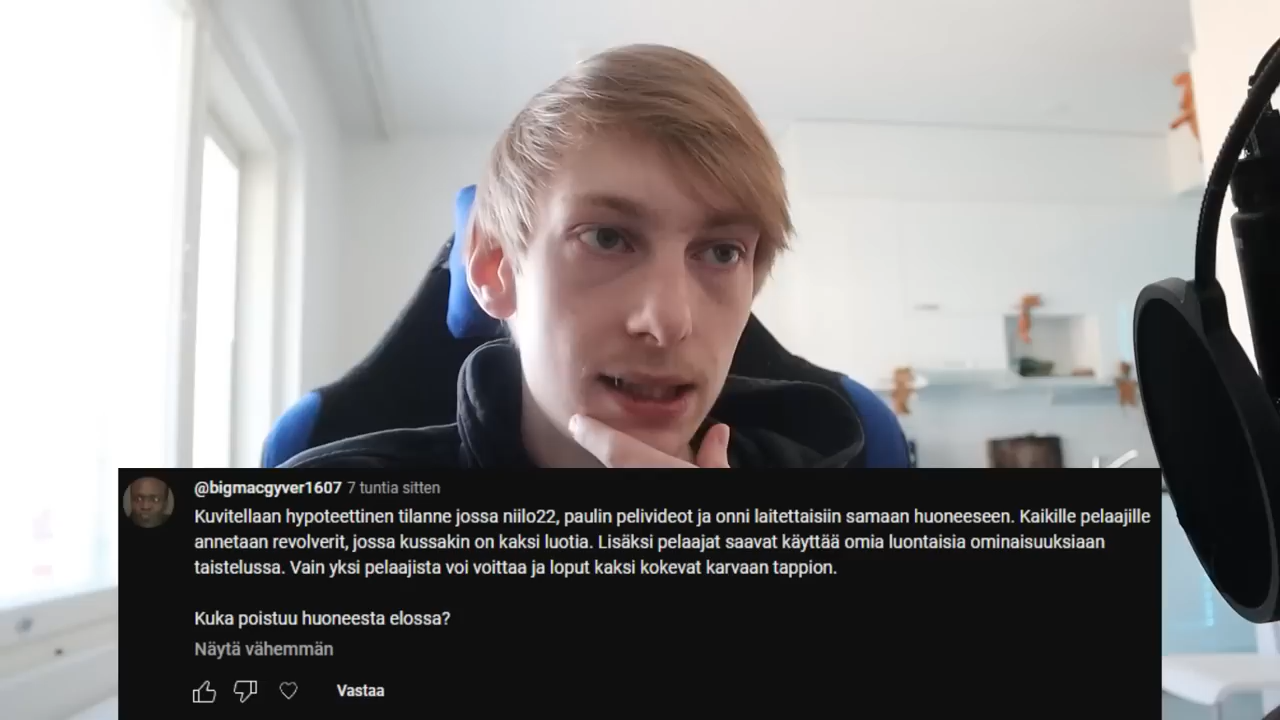 @bigmacgyver1607 7 tuntia sitten
Kuvitellaan hypoteettinen tilanne jossa niilo22, paulin pelivideot ja onni laitettaisiin samaan huoneeseen. Kaikille pelaajille
annetaan revolverit, jossa kussakin on kaksi luotia. Lisäksi pelaajat saavat käyttää omia luontaisia ominaisuuksiaan
taistelussa. Vain yksi pelaajista voi voittaa ja loput kaksi kokevat karvaan tappion.
Kuka poistuu huoneesta elossa?
Näytä vähemmän
Vastaa